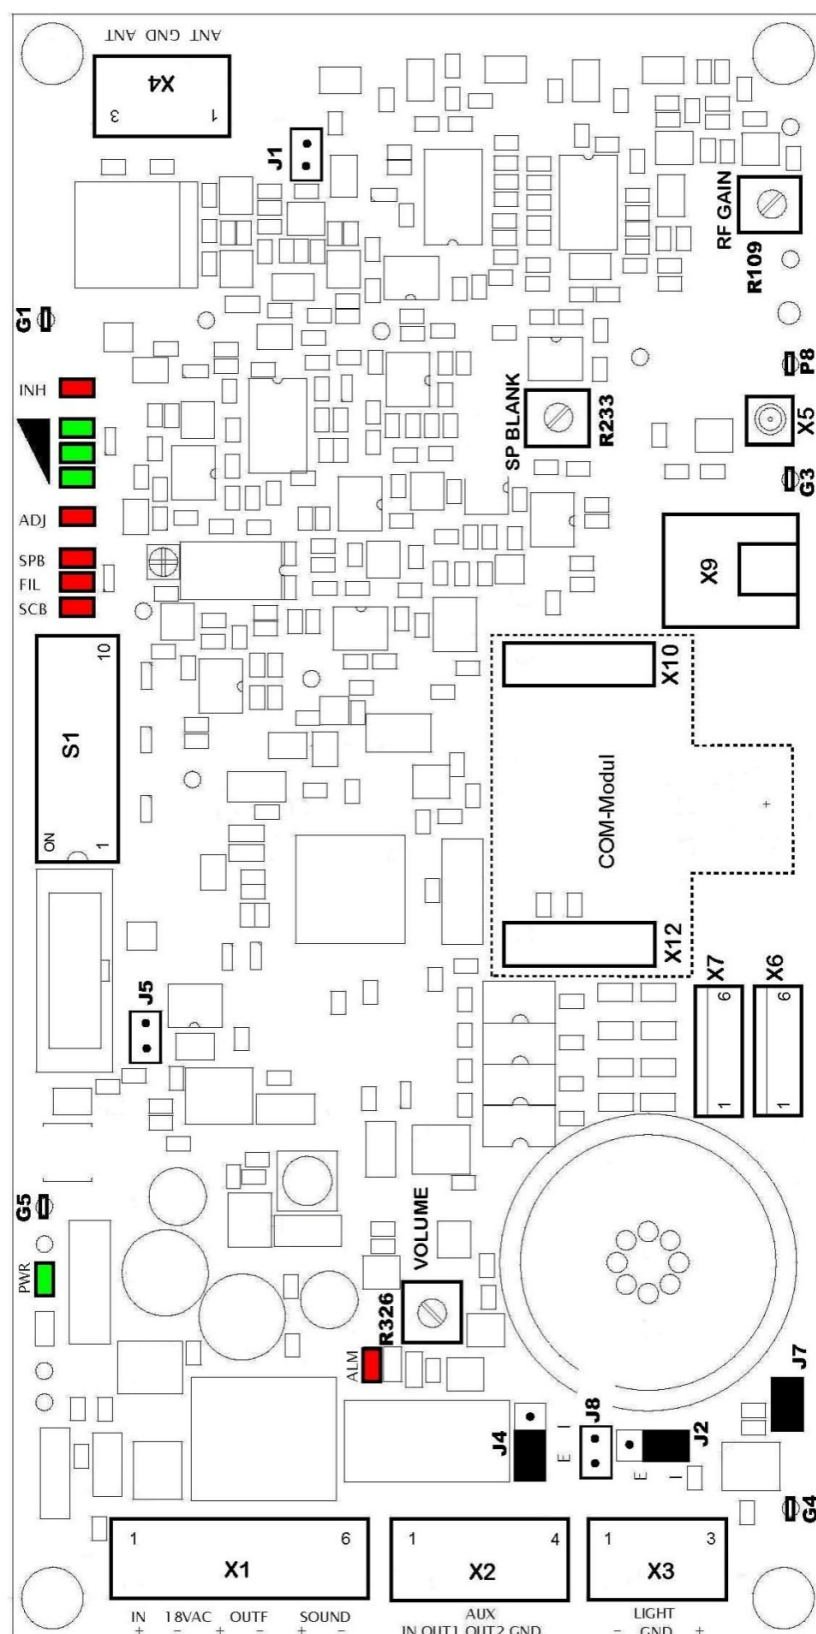 ANT GND ANT
X4
3 1
J1
RF GAIN
R109
G1
P8
INH
SP BLANK
R233
X5
G3
ADJ
SPB
FIL
SCB
X9
10
S1
ON
1
X10
COM-Modul
X12
J5
X7
6
1
X6
6
1
G5
PWR
VOLUME
R326
ALM
J7
J4
I
E
J8
J2
E
I
G4
1 6
X1
1 4
X2
1 3
X3
IN 18VAC OUTF SOUND
+ - + - + -
AUX
IN OUT1 OUT2 GND
LIGHT
- GND +